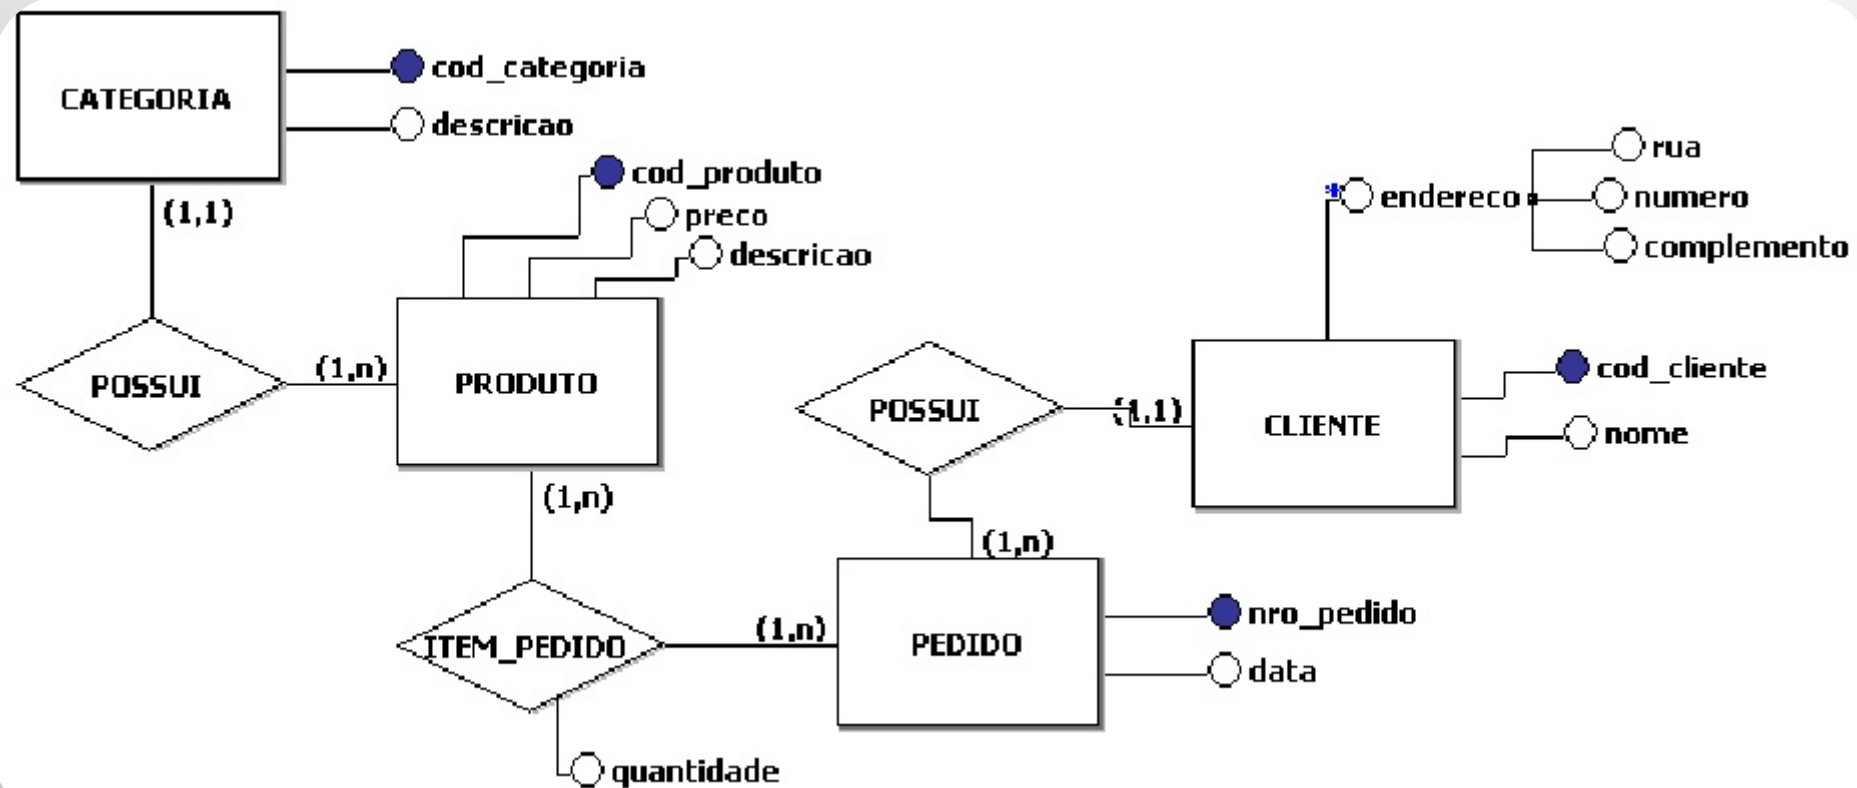 CATEGORIA
cod_categoria
descricao
(1,1)
POSSUI
(1,n)
cod_produto
preco
descricao
PRODUTO
(1,n)
ITEM_PEDIDO
quantidade
(1,n)
PEDIDO
nro_pedido
data
(1,n)
POSSUI
(1,1)
CLIENTE
cod_cliente
nome
* endereco
rua
numero
complemento